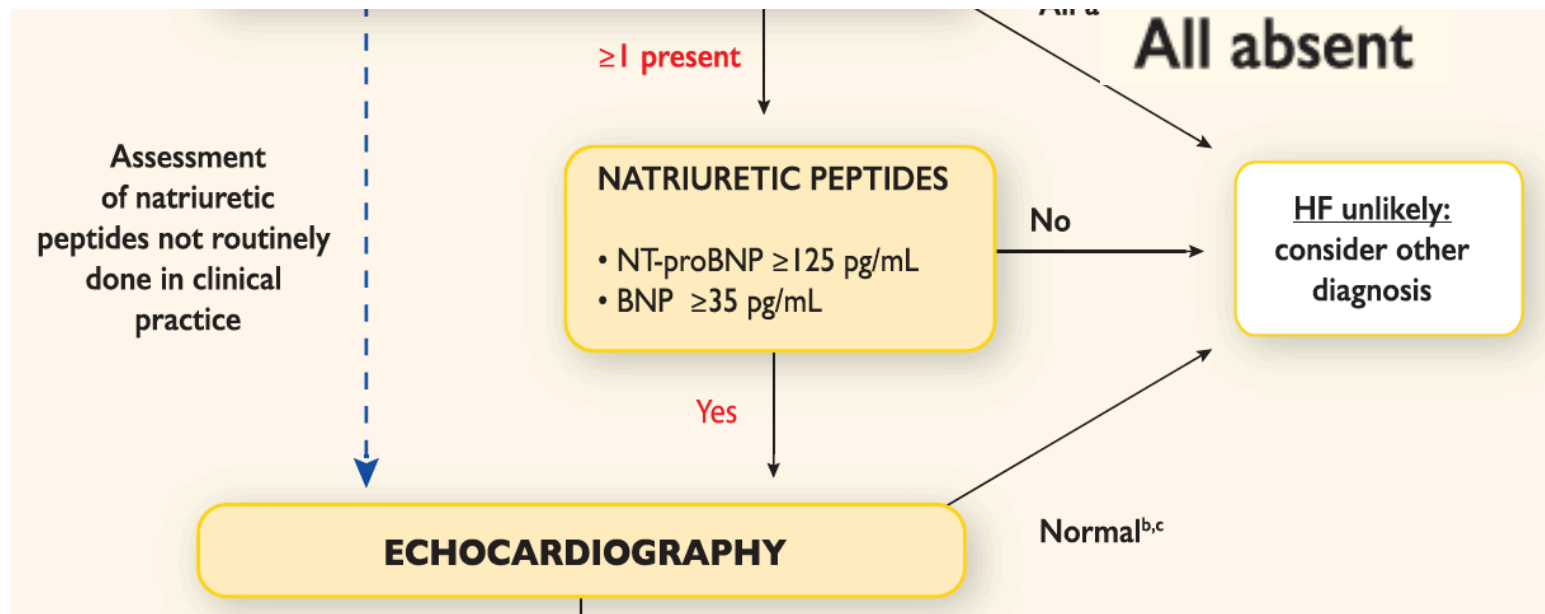 All absent
≥1 present
Assessment
of natriuretic
peptides not routinely
done in clinical
practice
NATRIURETIC PEPTIDES
• NT-proBNP ≥125 pg/mL
• BNP ≥35 pg/mL
No
HF unlikely:
consider other
diagnosis
Yes
Normalb,c
ECHOCARDIOGRAPHY